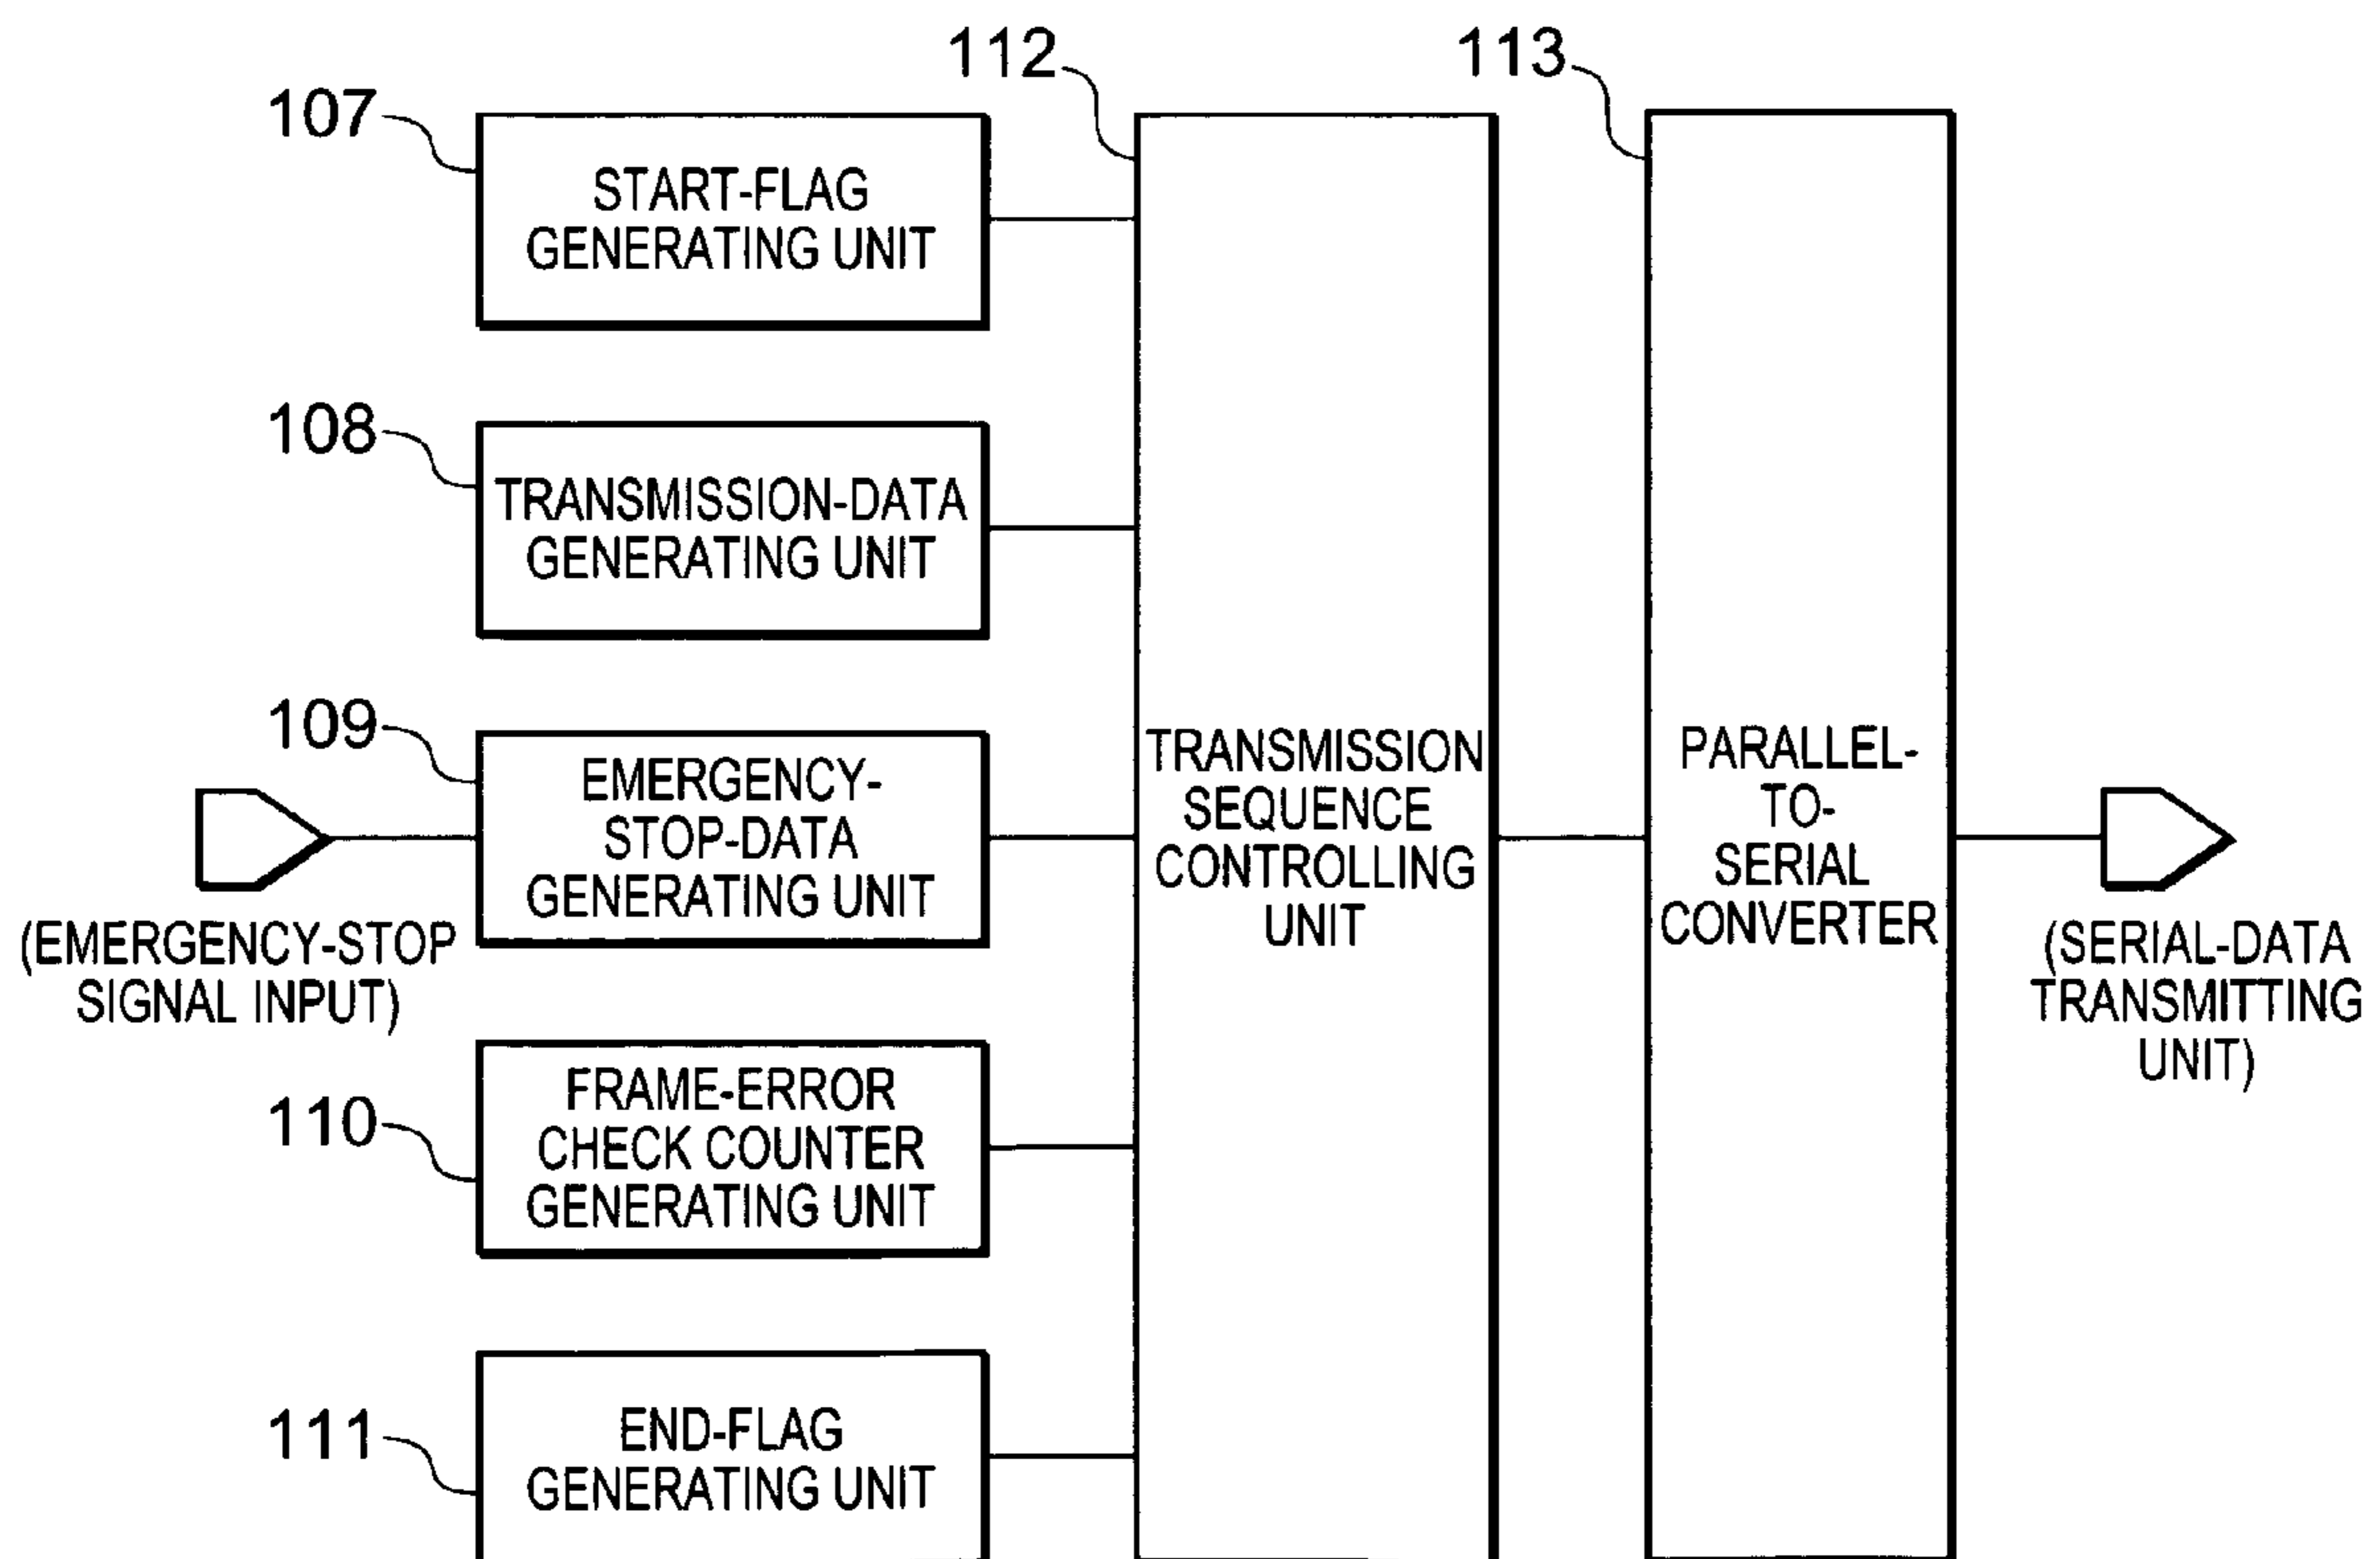 112
113
107
START-FLAG
GENERATING UNIT
108
TRANSMISSION-DATA
GENERATING UNIT
109
EMERGENCY-
STOP-DATA
GENERATING UNIT
(EMERGENCY-STOP
SIGNAL INPUT)
110
FRAME-ERROR
CHECK COUNTER
GENERATING UNIT
111
END-FLAG
GENERATING UNIT
TRANSMISSION
SEQUENCE
CONTROLLING
UNIT
PARALLEL-
TO-
SERIAL
CONVERTER
(SERIAL-DATA
TRANSMITTING
UNIT)